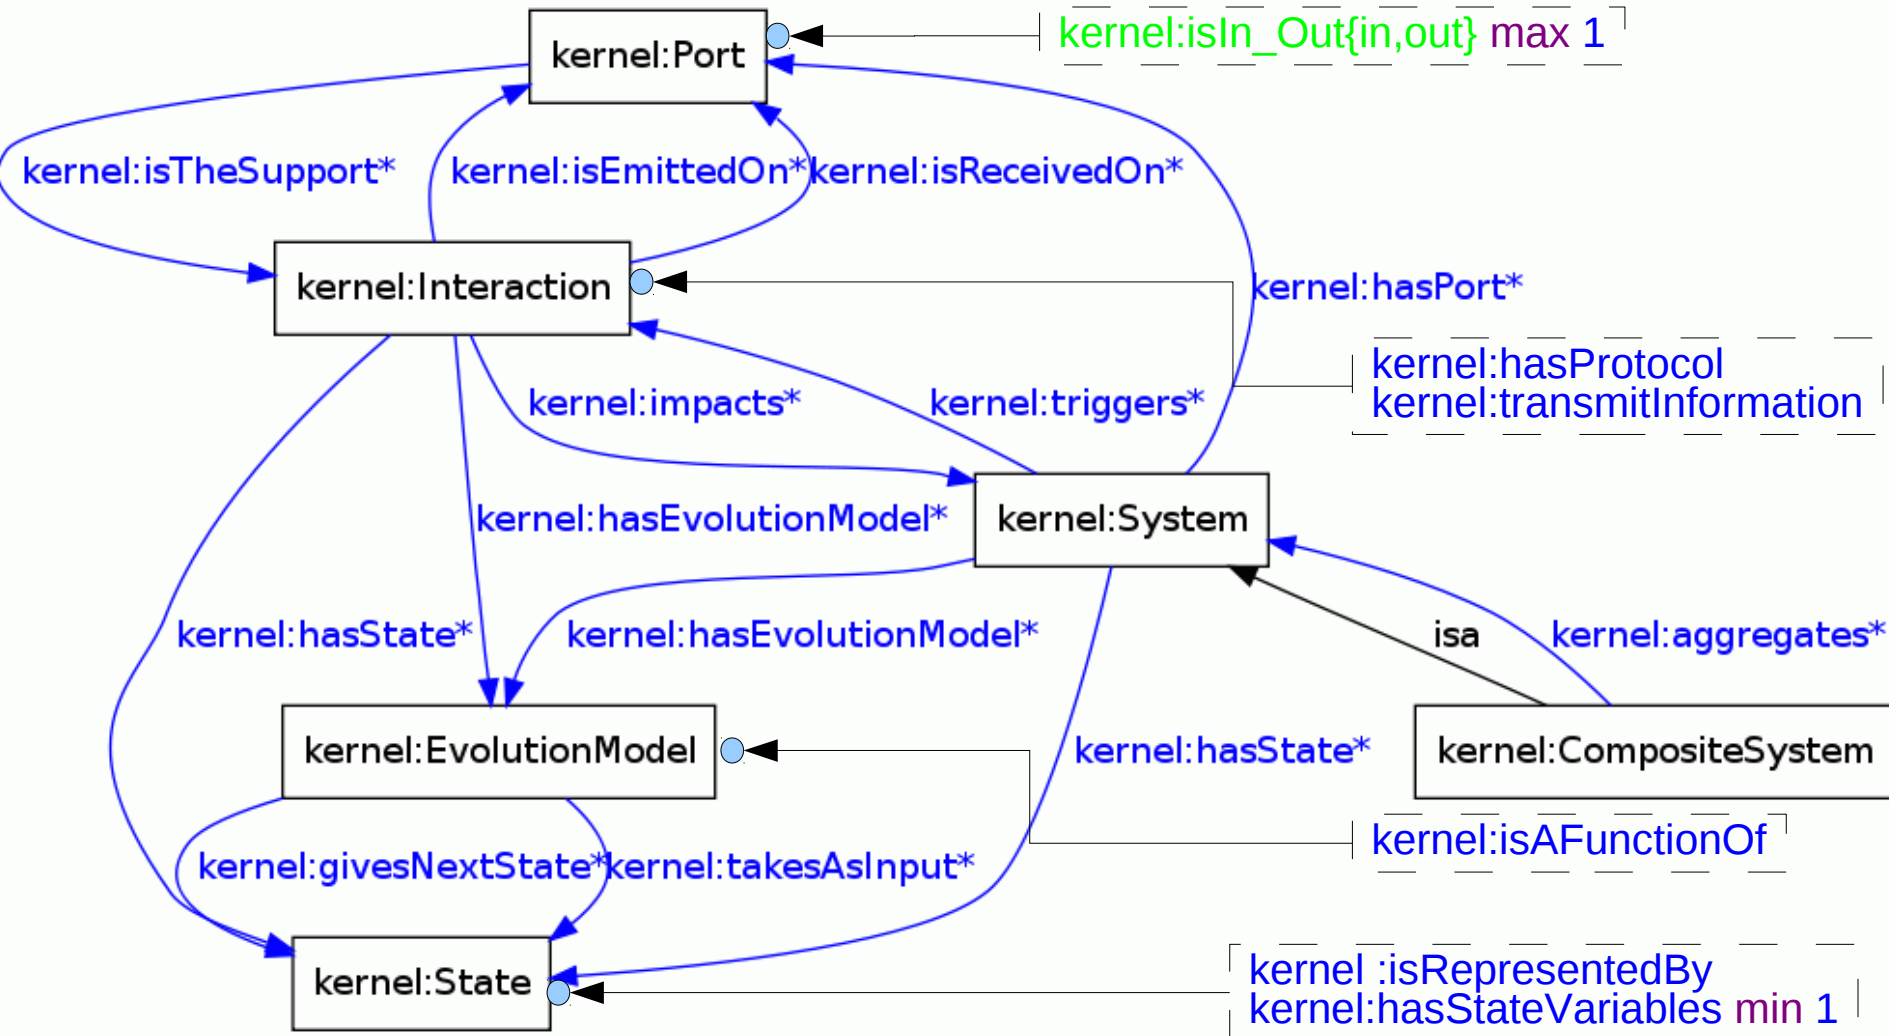 kernel:Port
kernel:isIn_Out{in,out} max 1
kernel:isTheSupport*
kernel:isEmittedOn*
kernel:isReceivedOn*
kernel:Interaction
kernel:hasPort*
kernel:hasProtocol
kernel:transmitInformation
kernel:impacts*
kernel:triggers*
kernel:hasEvolutionModel*
kernel:System
kernel:hasState*
kernel:hasEvolutionModel*
isa
kernel:aggregates*
kernel:EvolutionModel
kernel:hasState*
kernel:CompositeSystem
kernel:isAFunctionOf
kernel:givesNextState*
kernel:takesAsInput*
kernel:State
kernel :isRepresentedBy
kernel:hasStateVariables min 1